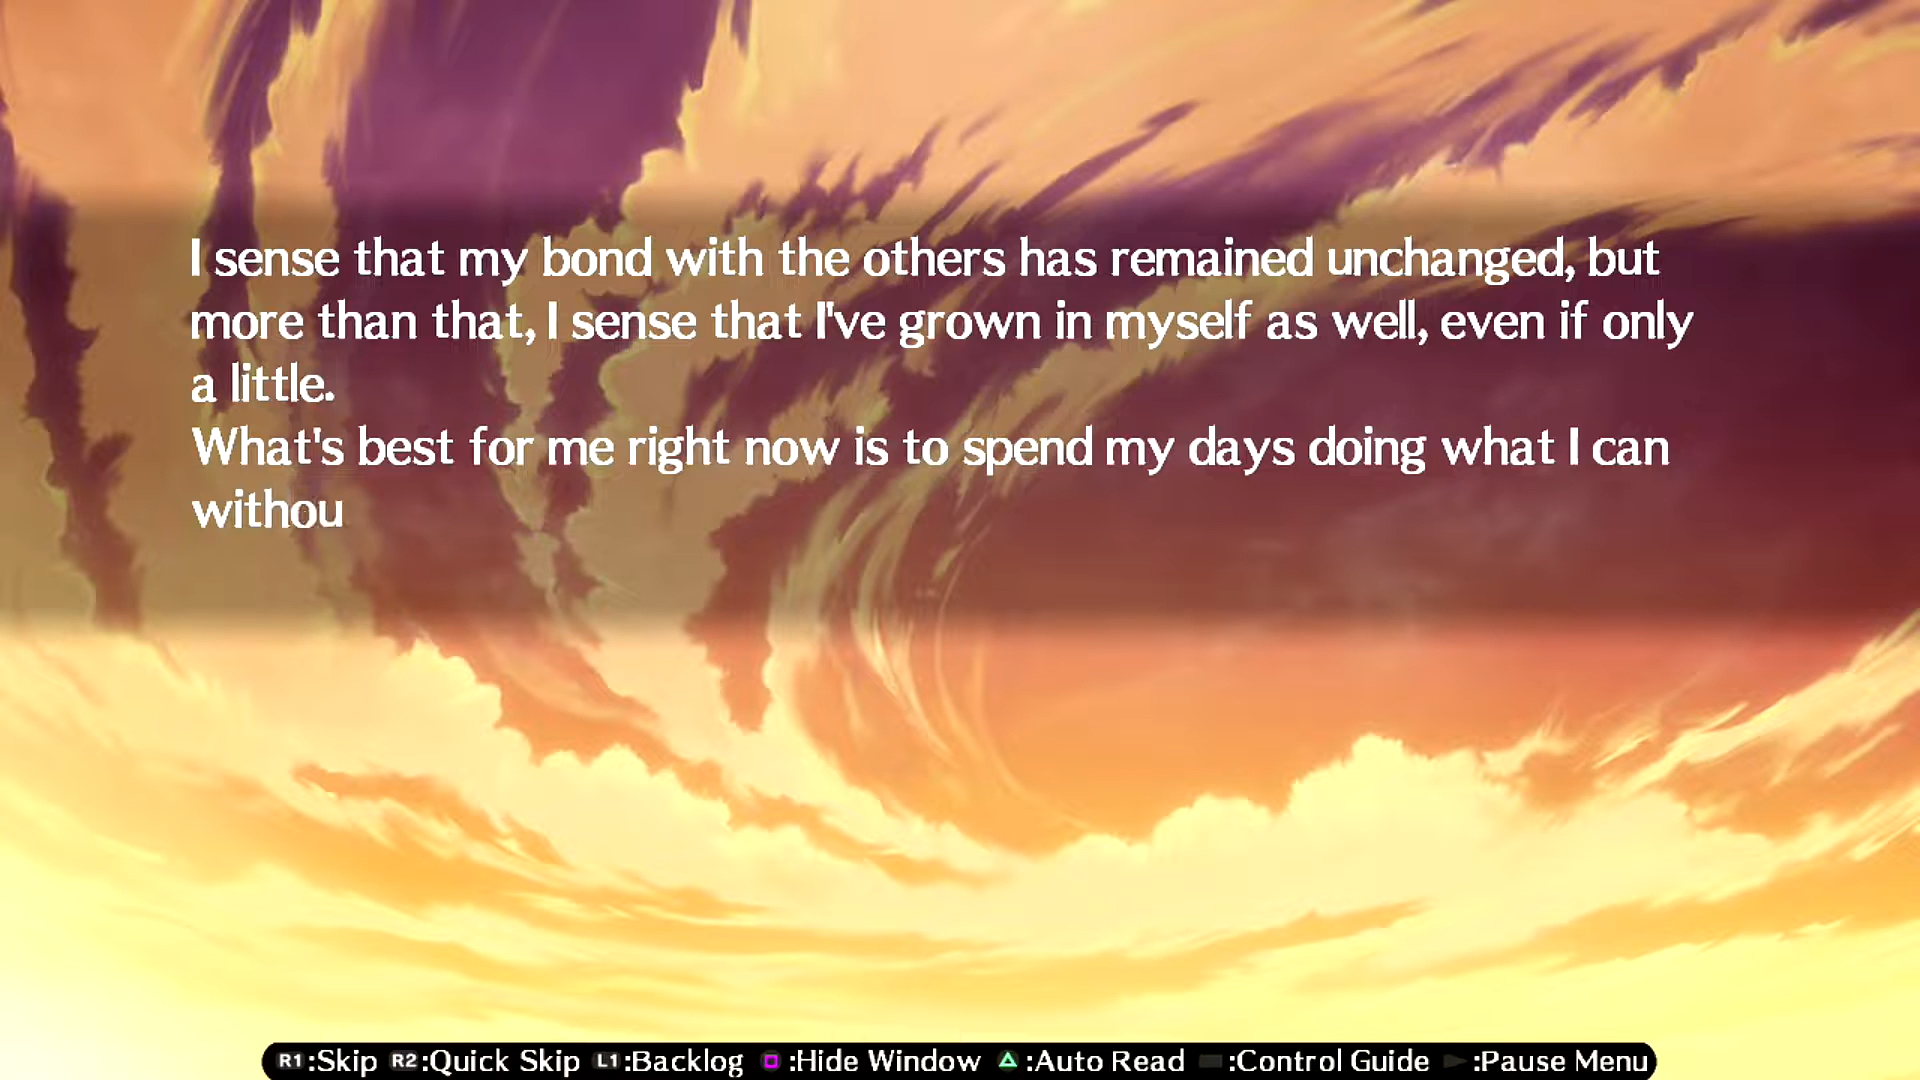 I sense that my bond with the others has remained unchanged, but
more than that, I sense that I've grown in myself as well, even if only
a little.
What's best for me right now is to spend my days doing what I can
withou
R1:Skip R2:Quick Skip L1:Backlog :Hide Window :Auto Read :Control Guide :Pause Menu